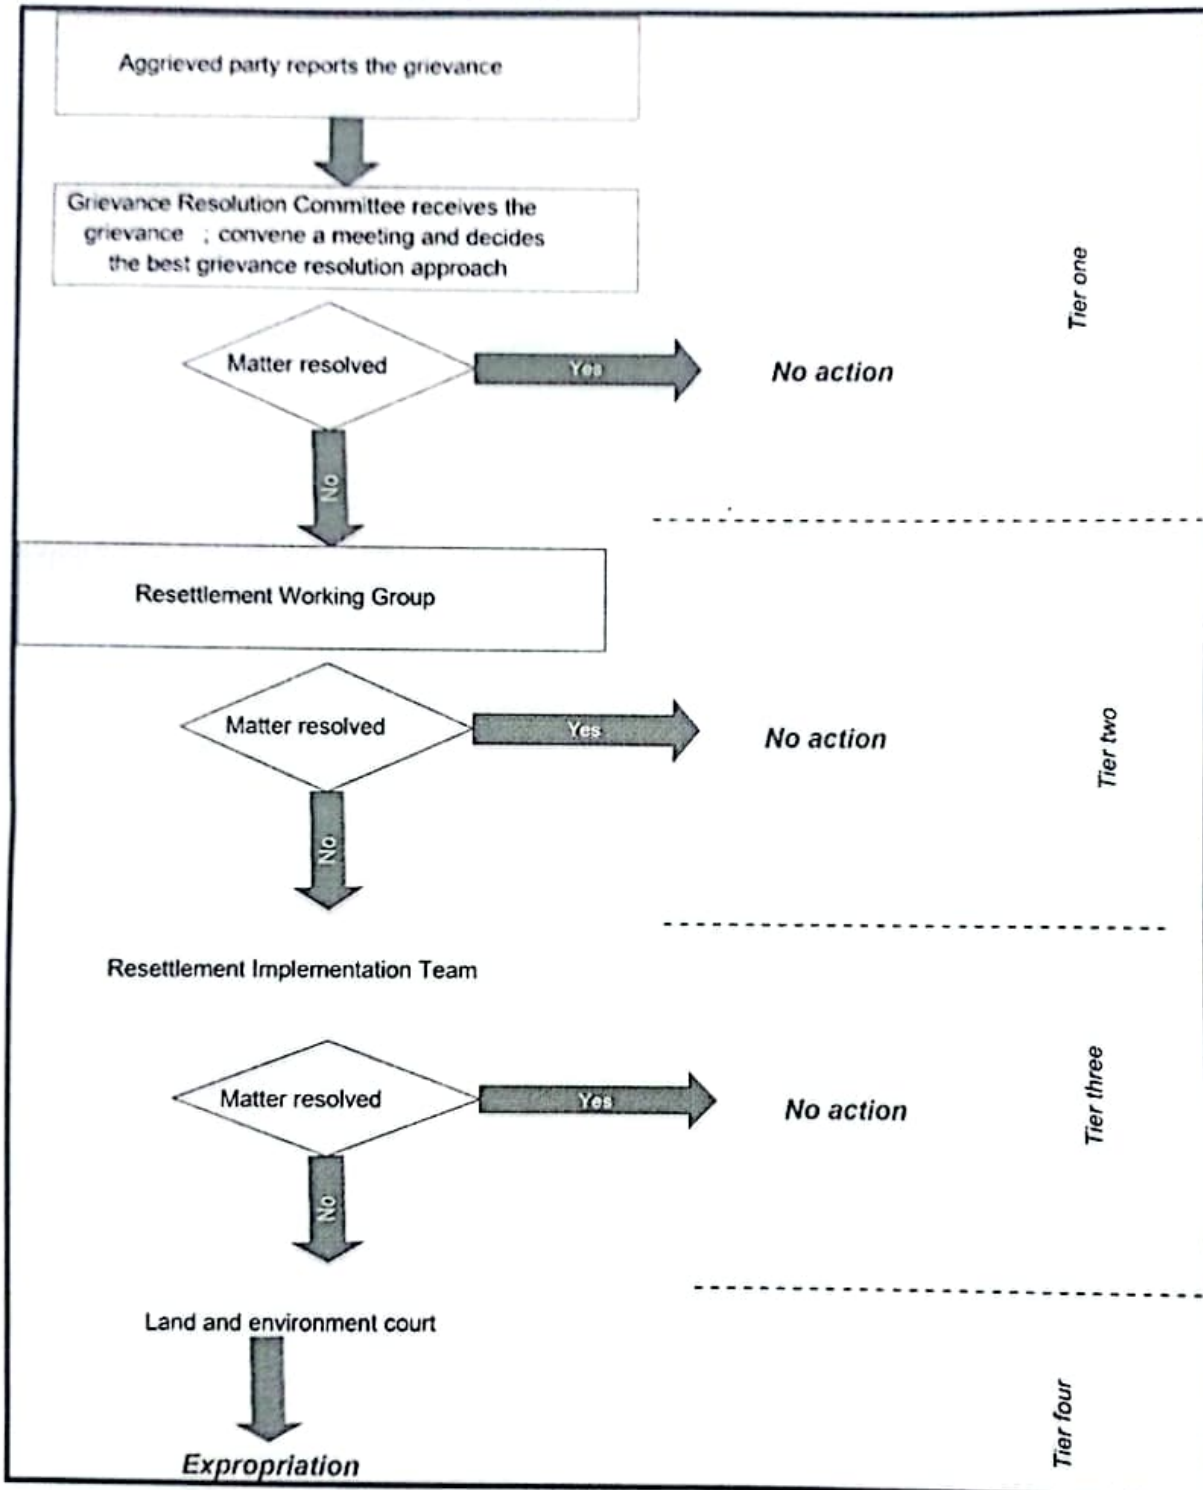 Aggrieved party reports the grievance
Grievance Resolution Committee receives the
grievance ; convene a meeting and decides
the best grievance resolution approach
Tier one
Matter resolved
Yes
No action
No
Resettlement Working Group
Matter resolved
Yes
No action
Tier two
No
Resettlement Implementation Team
Matter resolved
Yes
No action
Tier three
No
Land and environment court
Tier four
Expropriation